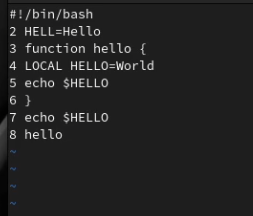 #!/bin/bash
2 HELL=Hello
3 function hello {
4 LOCAL HELLO=World
5 echo $HELLO
6 }
7 echo $HELLO
8 hello
~
~
~
~